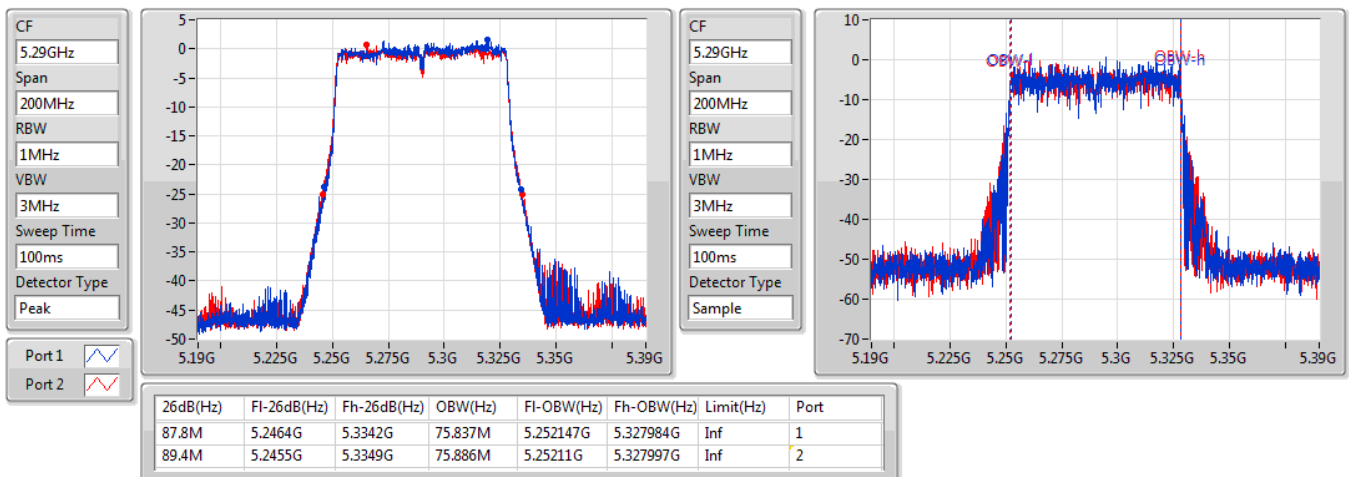 CF
5.29GHz
Span
200MHz
RBW
1MHz
VBW
3MHz
Sweep Time
100ms
Detector Type
Peak
Port 1
Port 2
5
0
-5
-10
-15
-20
-25
-30
-35
-40
-45
-50
5.19G 5.225G 5.25G 5.275G 5.3G 5.325G 5.35G 5.39G
CF
5.29GHz
Span
200MHz
RBW
1MHz
VBW
3MHz
Sweep Time
100ms
Detector Type
Sample
10
0
-10
-20
-30
-40
-50
-60
-70
OBW-l OBW-h
5.19G 5.225G 5.25G 5.275G 5.3G 5.325G 5.35G 5.39G
26dB(Hz) Fl-26dB(Hz) Fh-26dB(Hz) OBW(Hz) Fl-OBW(Hz) Fh-OBW(Hz) Limit(Hz) Port
87.8M 5.2464G 5.3342G 75.837M 5.252147G 5.327984G Inf 1
89.4M 5.2455G 5.3349G 75.886M 5.25211G 5.327997G Inf 2